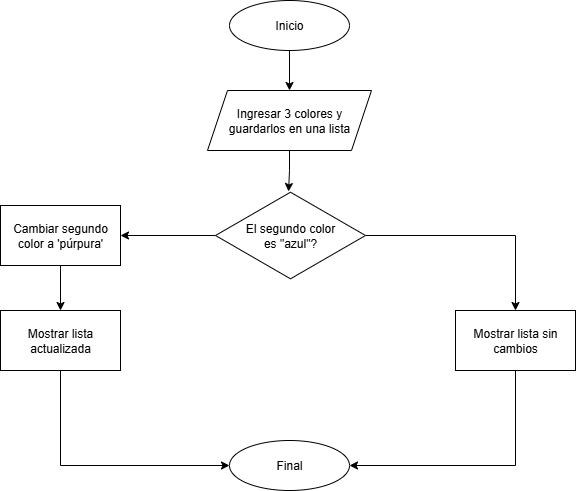 Inicio
Ingresar 3 colores y
guardarlos en una lista
El segundo color
es "azul"?
Cambiar segundo
color a 'púrpura'
Mostrar lista
actualizada
Mostrar lista sin
cambios
Final